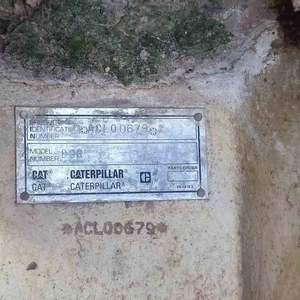 IDENTIFICATION *ACL00679*
NUMBER
MODEL
NUMBER
CAT® CATERPILLAR®
CAT® CATERPILLAR®
*ACL00679*